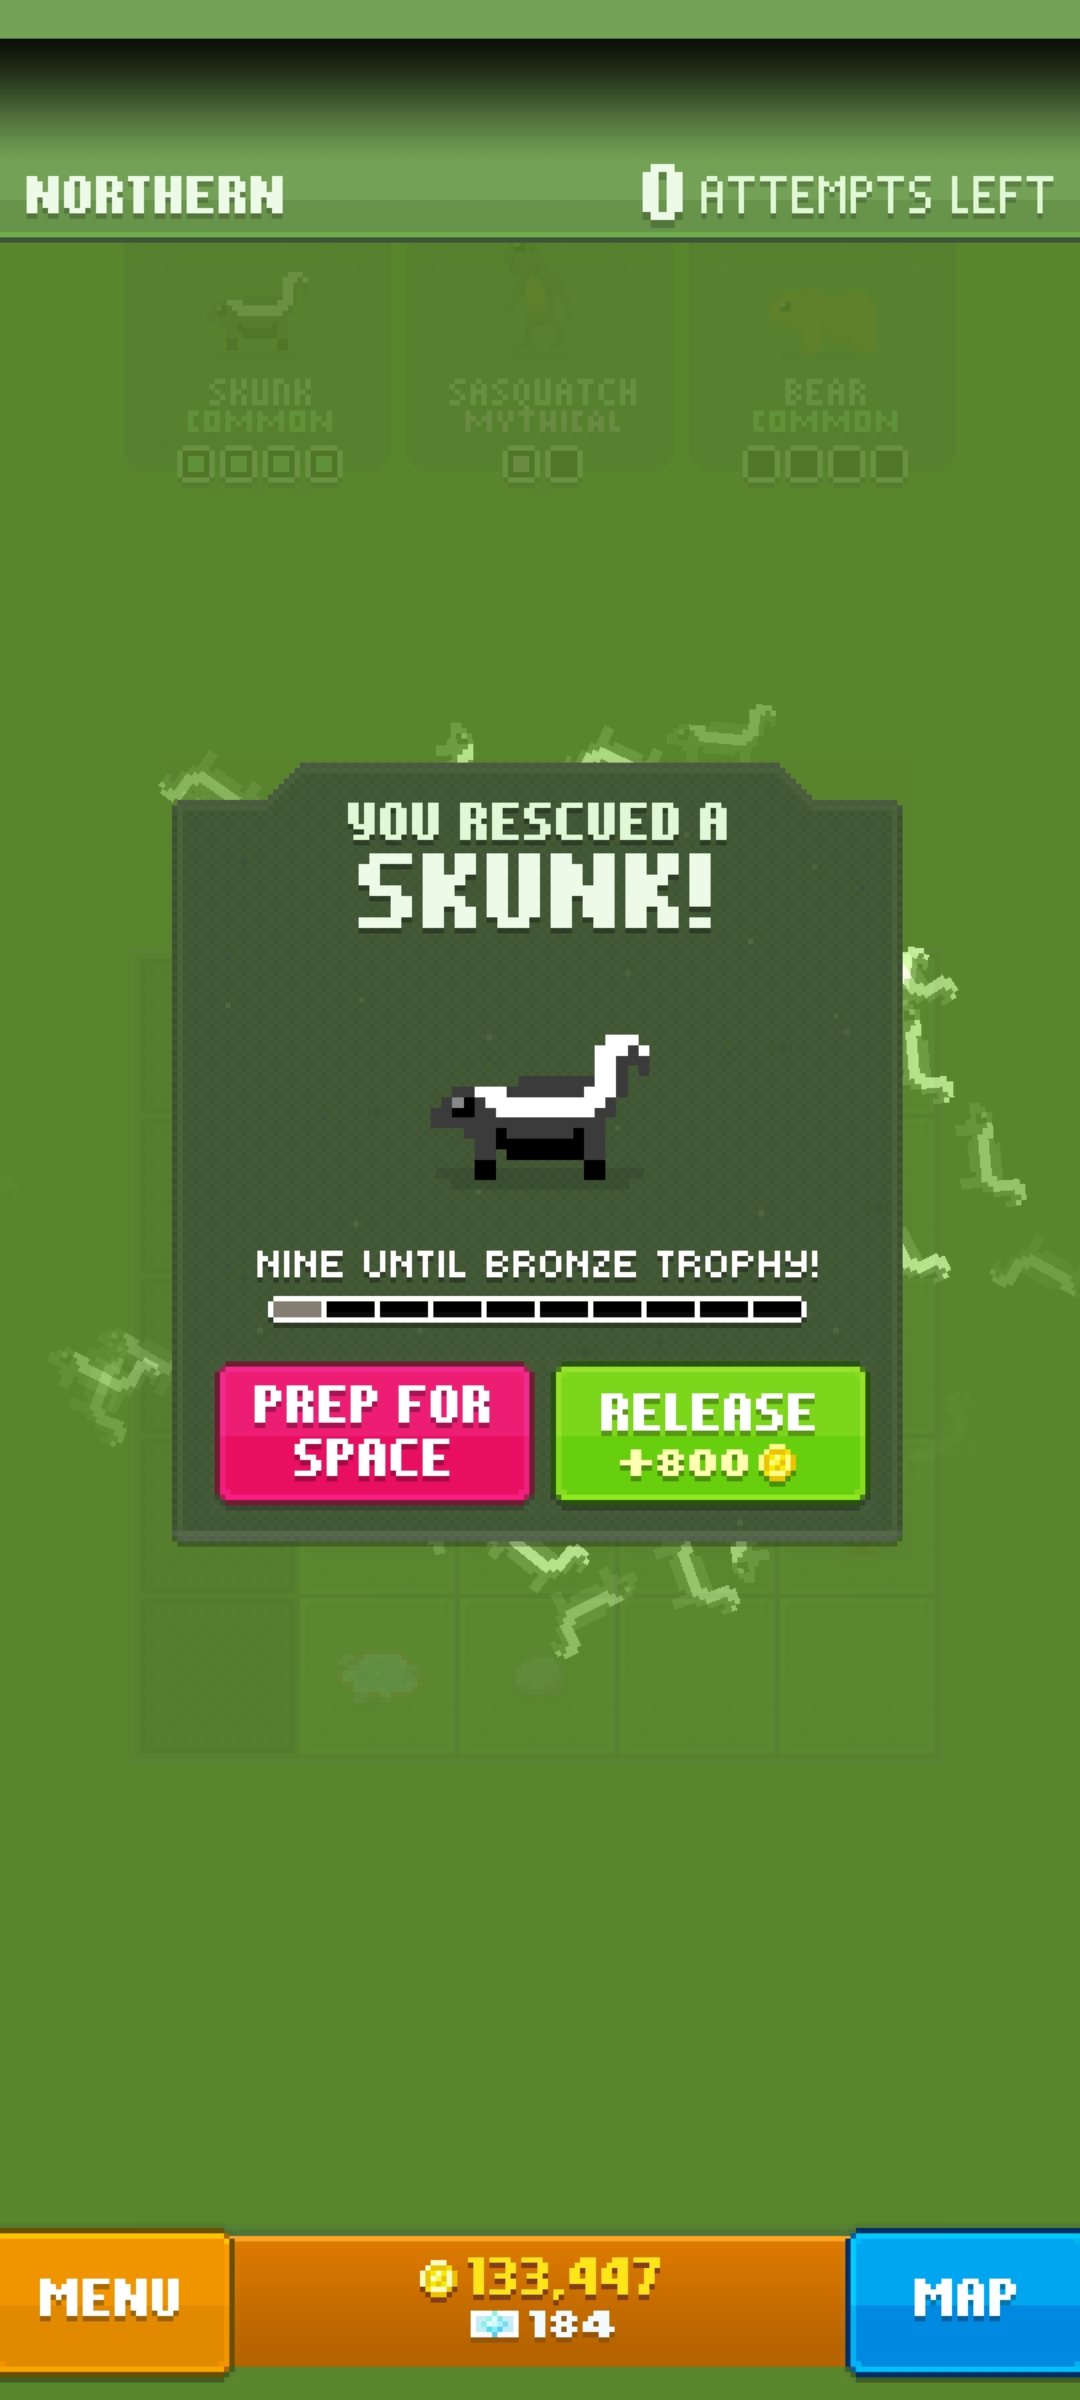 NORTHERN
0 ATTEMPTS LEFT
SKUNK
COMMON
SASQUATCH
MYTHICAL
BEAR
COMMON
YOU RESCUED A
SKUNK!
NINE UNTIL BRONZE TROPHY!
PREP FOR
SPACE
RELEASE
+800
MENU
133,447
184
MAP